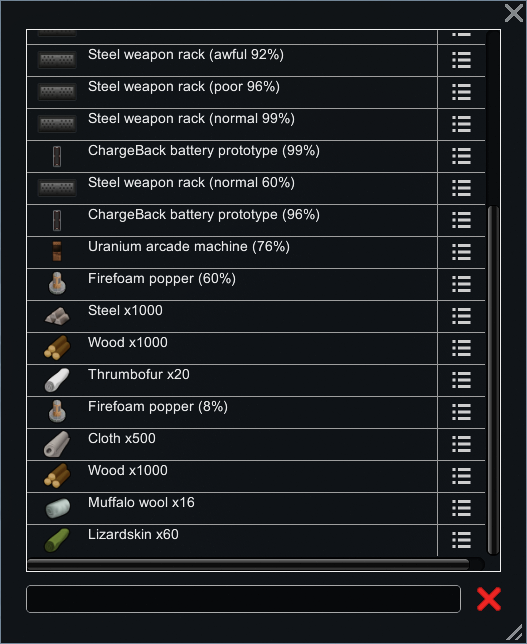 Steel weapon rack (awful 92%)
Steel weapon rack (poor 96%)
Steel weapon rack (normal 99%)
ChargeBack battery prototype (99%)
Steel weapon rack (normal 60%)
ChargeBack battery prototype (96%)
Uranium arcade machine (76%)
Firefoam popper (60%)
Steel x1000
Wood x1000
Thrumbofur x20
Firefoam popper (8%)
Cloth x500
Wood x1000
Muffalo wool x16
Lizardskin x60